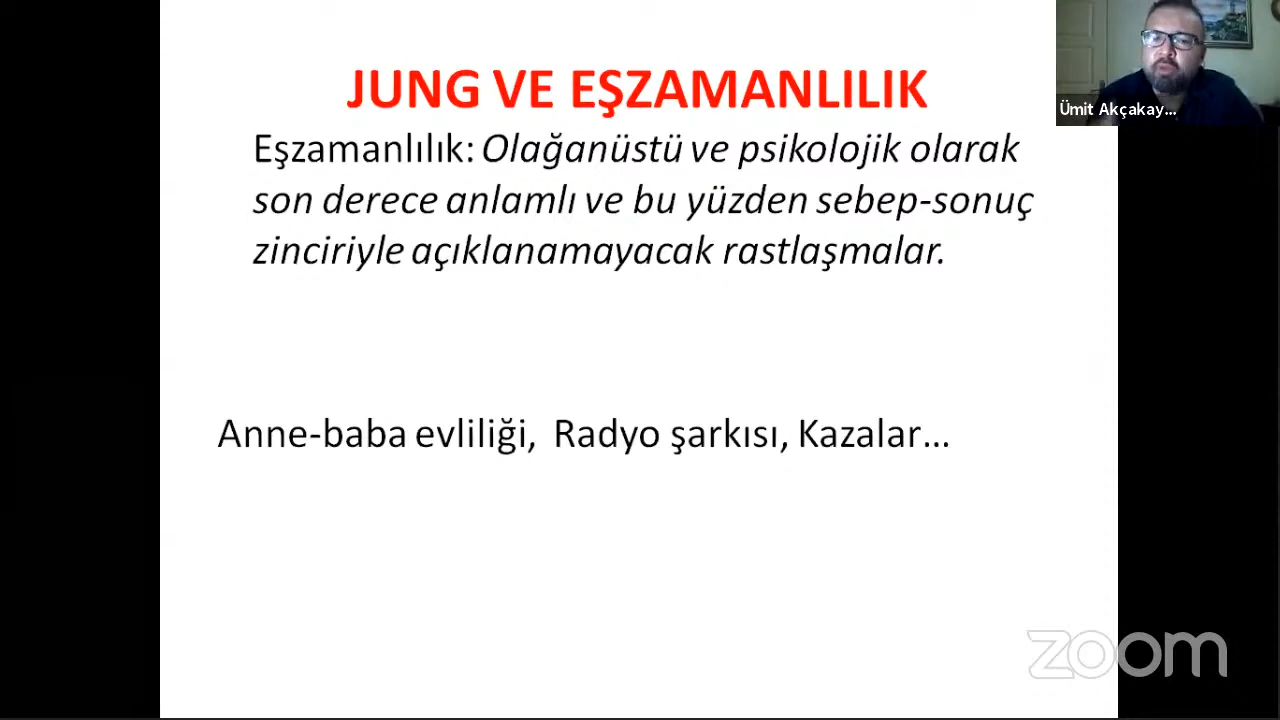 JUNG VE EŞZAMANLILIK
Eşzamanlılık: Olağanüstü ve psikolojik olarak
son derece anlamlı ve bu yüzden sebep-sonuç
zinciriyle açıklanamayacak rastlaşmalar.
Anne-baba evliliği, Radyo şarkısı, Kazalar...
Ümit Akçakay...
zoom